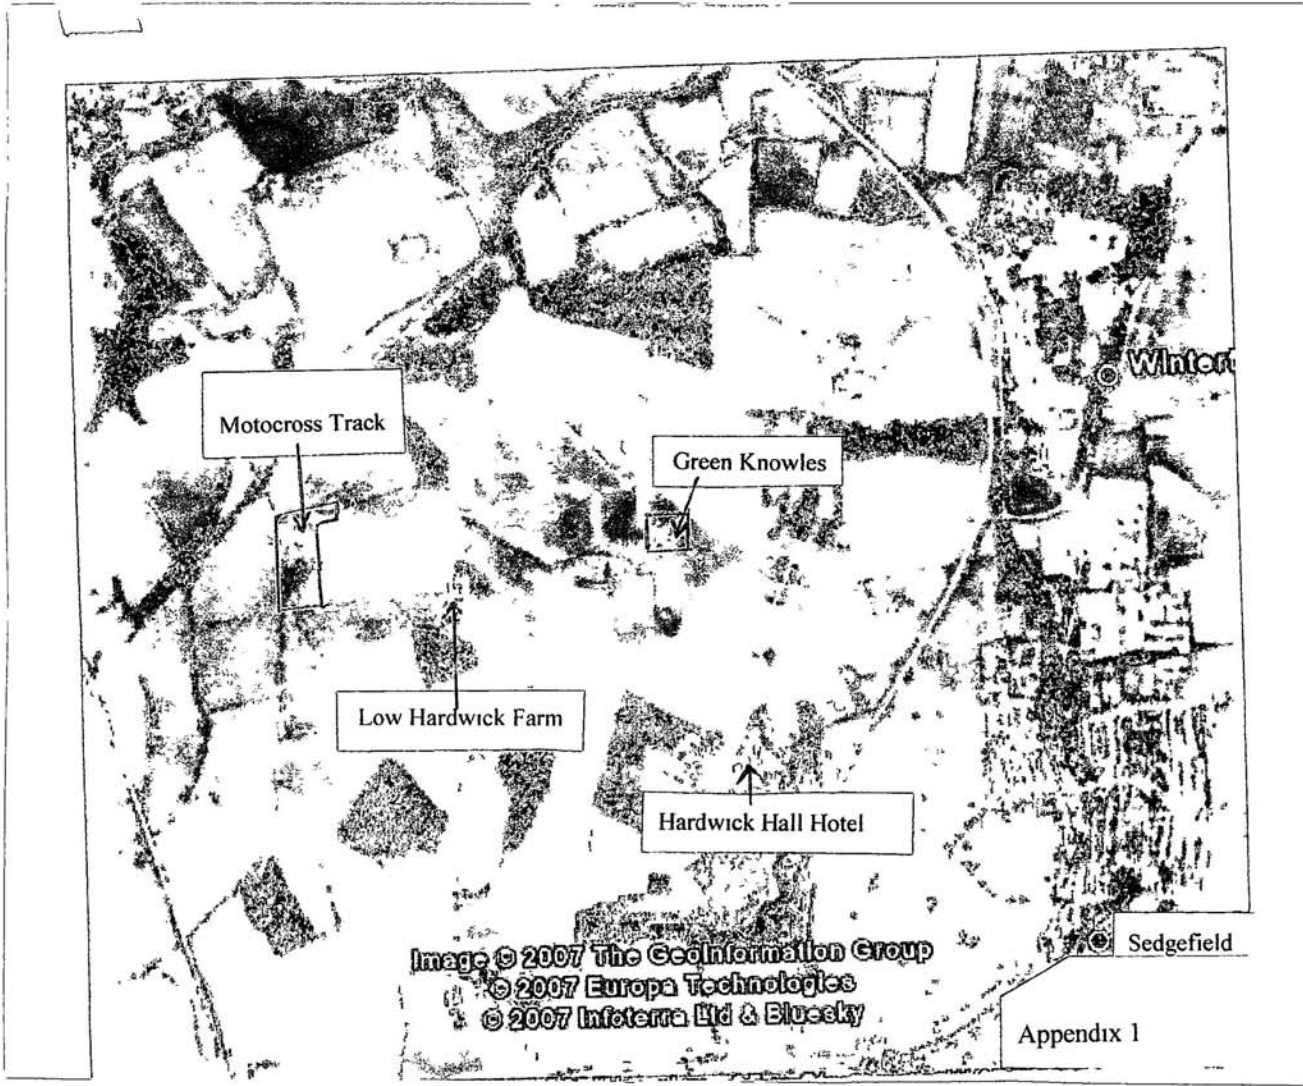 Wintert
Motocross Track
Green Knowles
Low Hardwick Farm
Hardwick Hall Hotel
Sedgefield
Image © 2007 The GeoInformation Group
© 2007 Europa Technologies
© 2007 Infoterra Ltd & Bluesky
Appendix 1